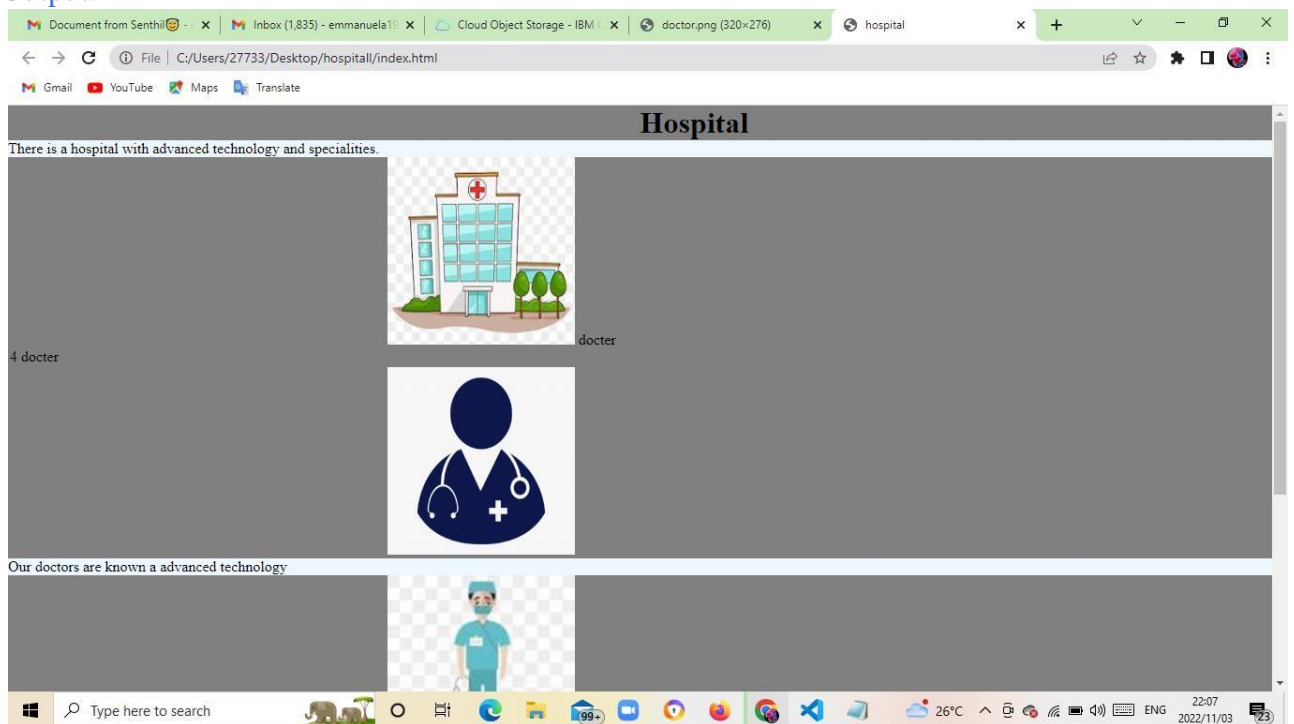 Document from Senthil😇 -
Inbox (1,835) - emmanuela19
Cloud Object Storage - IBM C
doctor.png (320×276)
hospital
File | C:/Users/27733/Desktop/hospitall/index.html
Gmail YouTube Maps Translate
Hospital
There is a hospital with advanced technology and specialities.
docter
4 docter
Our doctors are known a advanced technology
Type here to search
99+
26°C
ENG
22:07
2022/11/03
23